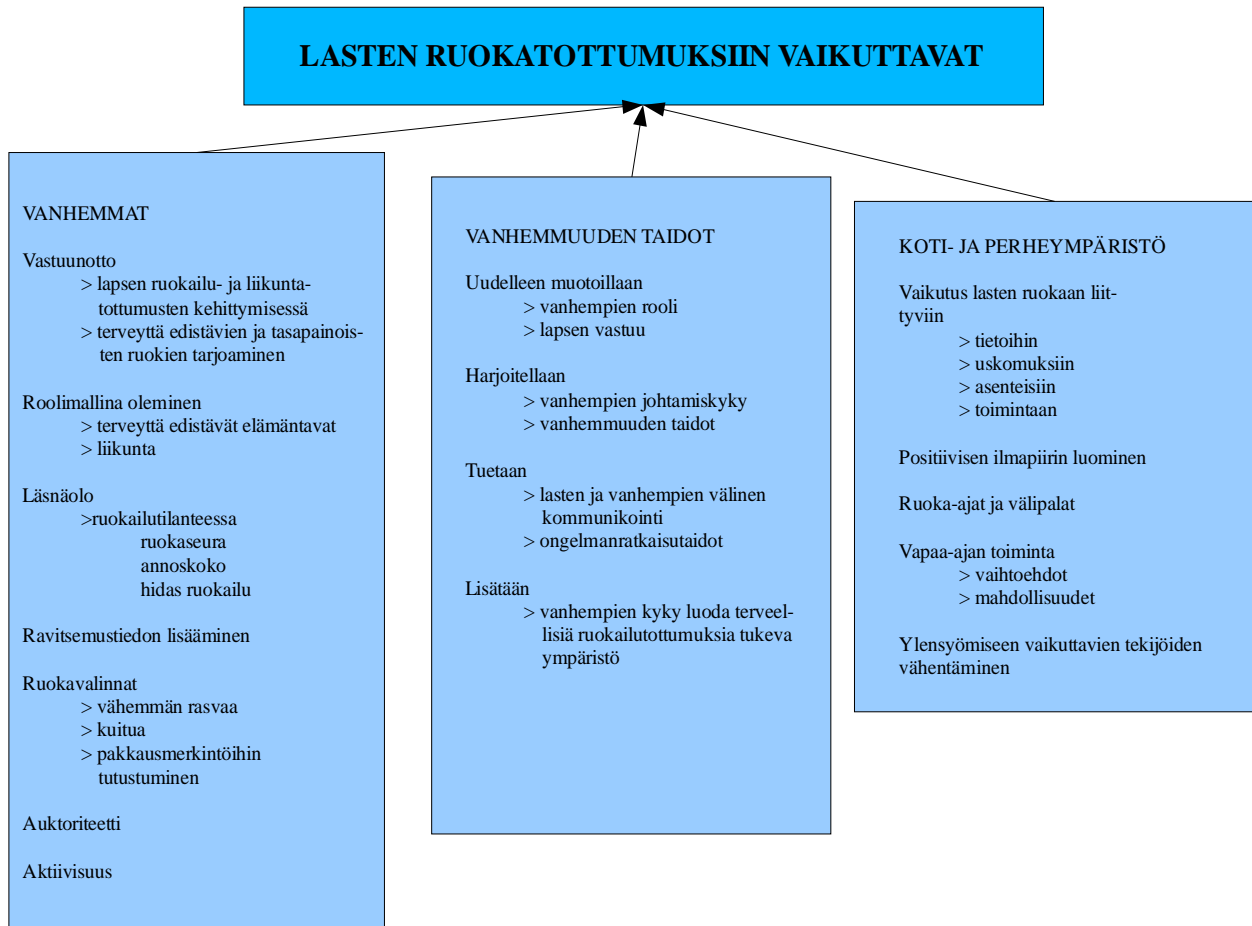 LASTEN RUOKATOTTUMUKSIIN VAIKUTTAVAT
VANHEMMAT
Vastuunotto
> lapsen ruokailu- ja liikunta-
tottumusten kehittymisessä
> terveyttä edistävien ja tasapainois-
ten ruokien tarjoaminen
Roolimallina oleminen
> terveyttä edistävät elämäntavat
> liikunta
Läsnäolo
>ruokailutilanteessa
ruokaseura
annoskoko
hidas ruokailu
Ravitsemustiedon lisääminen
Ruokavalinnat
> vähemmän rasvaa
> kuitua
> pakkausmerkintöihin
tutustuminen
Auktoriteetti
Aktiivisuus
VANHEMMUUDEN TAIDOT
Uudelleen muotoillaan
> vanhempien rooli
> lapsen vastuu
Harjoitellaan
> vanhempien johtamiskyky
> vanhemmuuden taidot
Tuetaan
> lasten ja vanhempien välinen
kommunikointi
> ongelmanratkaisutaidot
Lisätään
> vanhempien kyky luoda terveel-
lisiä ruokailutottumuksia tukeva
ympäristö
KOTI- JA PERHEYMPÄRISTÖ
Vaikutus lasten ruokaan liit-
tyviin
> tietoihin
> uskomuksiin
> asenteisiin
> toimintaan
Positiivisen ilmapiirin luominen
Ruoka-ajat ja välipalat
Vapaa-ajan toiminta
> vaihtoehdot
> mahdollisuudet
Ylensyömiseen vaikuttavien tekijöiden
vähentäminen